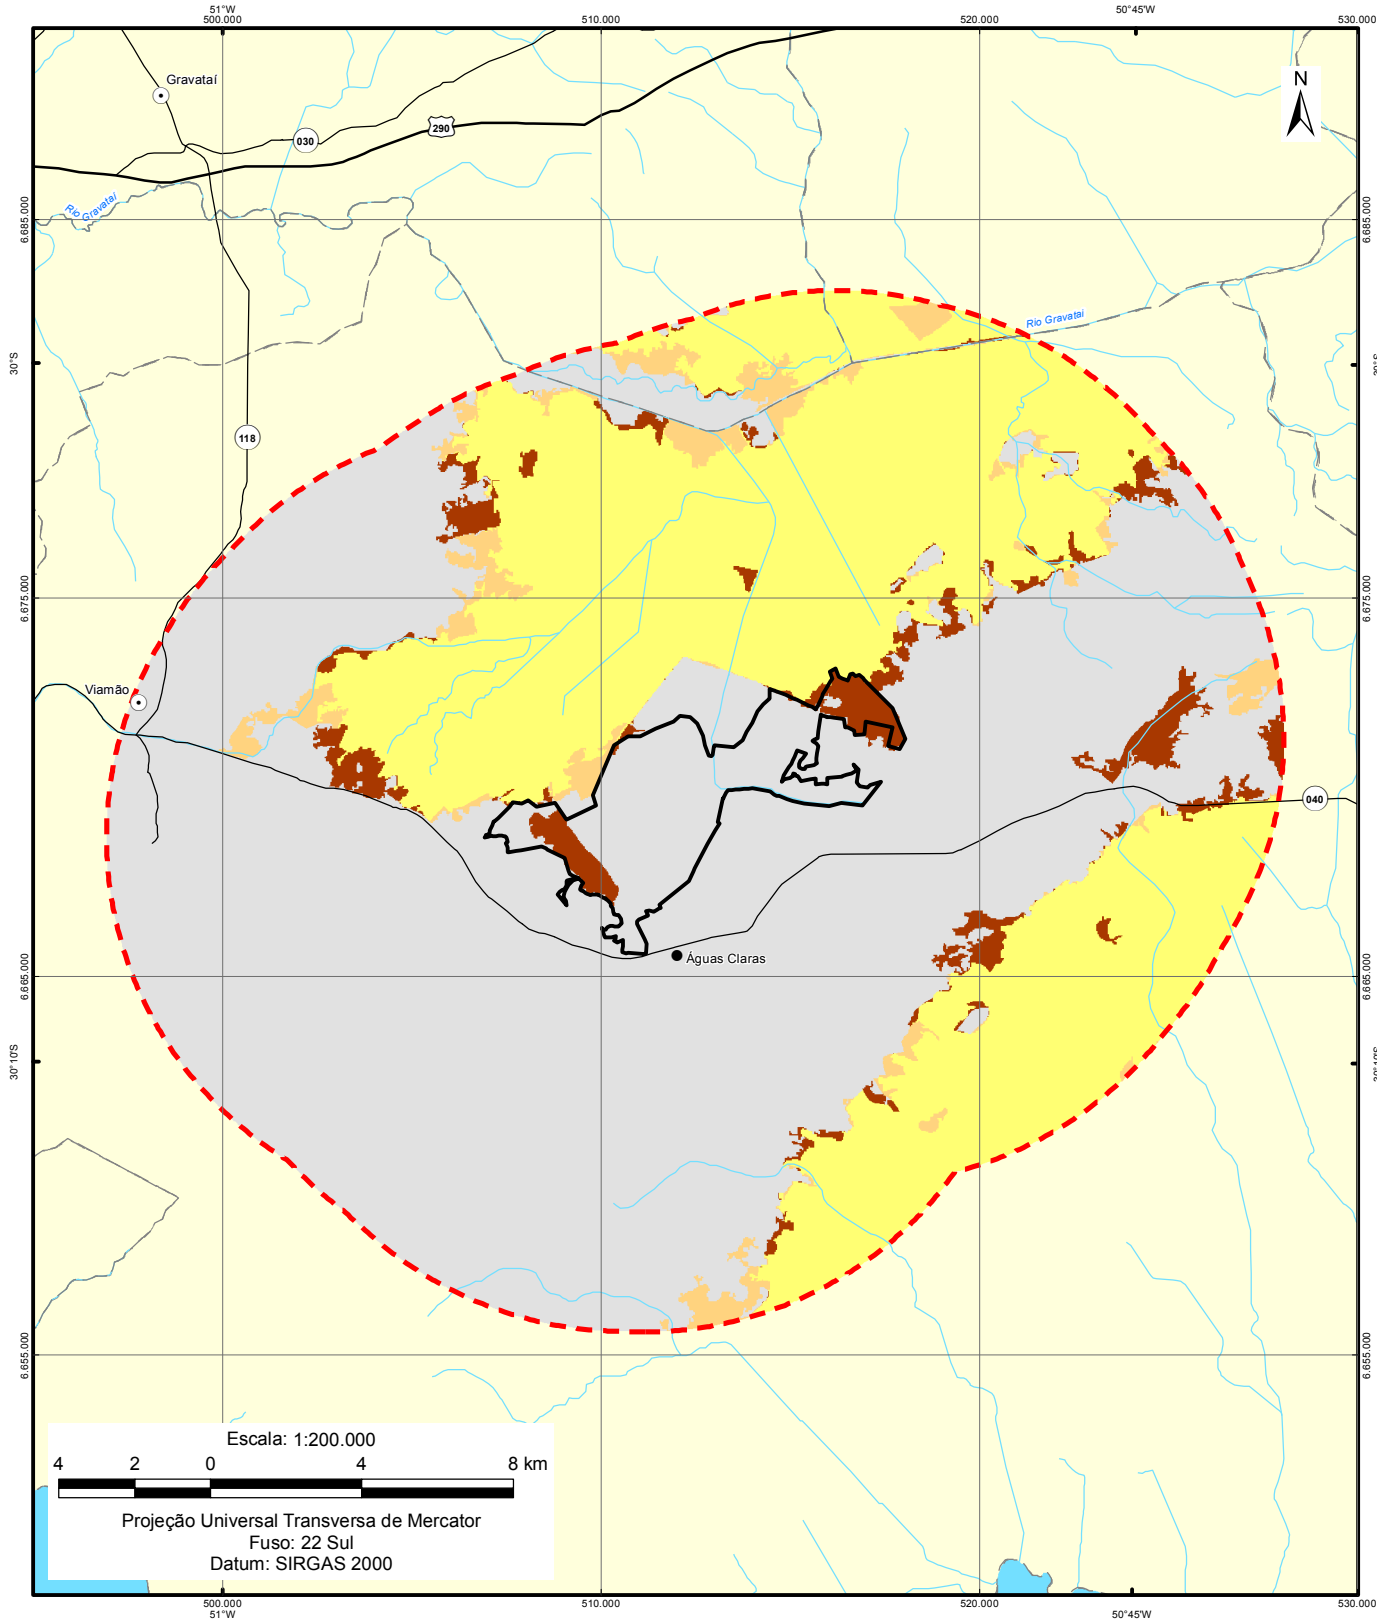 51°W
50°45'W
500.000
510.000
520.000
530.000
Gravataí
N
030
290
Rio Gravataí
6.685.000
6.685.000
Rio Gravataí
30°S
30°S
118
6.675.000
6.675.000
Viamão
040
Águas Claras
6.665.000
6.665.000
30°10'S
30°10'S
6.655.000
6.655.000
Escala: 1:200.000
4 2 0 4 8 km
Projeção Universal Transversa de Mercator
Fuso: 22 Sul
Datum: SIRGAS 2000
500.000
510.000
520.000
530.000
51°W
50°45'W